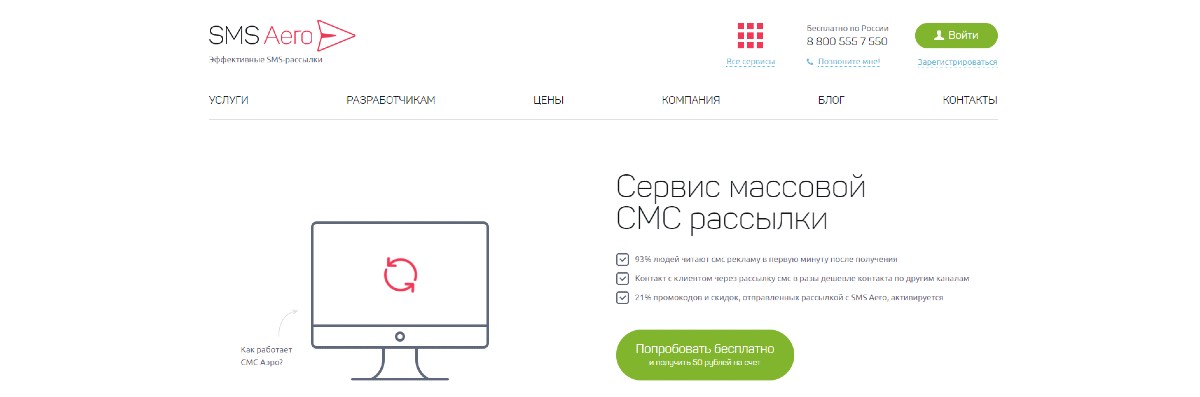 SMS Aero
Эффективные SMS-рассылки
Все сервисы
Бесплатно по России
8 800 555 7 550
Позвоните мне!
Войти
Зарегистрироваться
УСЛУГИ РАЗРАБОТЧИКАМ ЦЕНЫ КОМПАНИЯ БЛОГ КОНТАКТЫ
Сервис массовой
СМС рассылки
93% людей читают смс рекламу в первую минуту после получения
Контакт с клиентом через рассылку смс в разы дешевле контакта по другим каналам
21% промокодов и скидок, отправленных рассылкой с SMS Aero, активируется
Как работает
СМС Аэро?
Попробовать бесплатно
и получить 50 рублей на счет